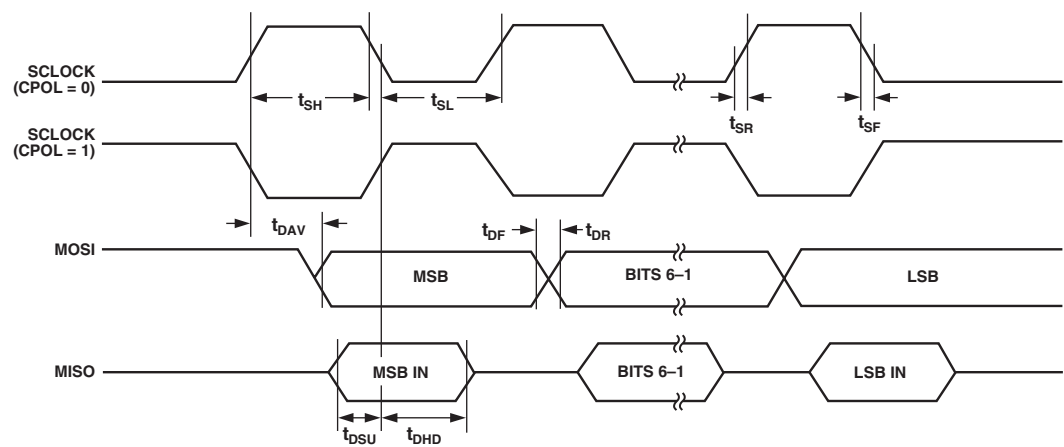 SCLOCK
(CPOL = 0)
tSH
tSL
tSR
tSF
SCLOCK
(CPOL = 1)
tDAV
tDF
tDR
MOSI
MSB
BITS 6–1
LSB
MISO
MSB IN
BITS 6–1
LSB IN
tDSU
tDHD